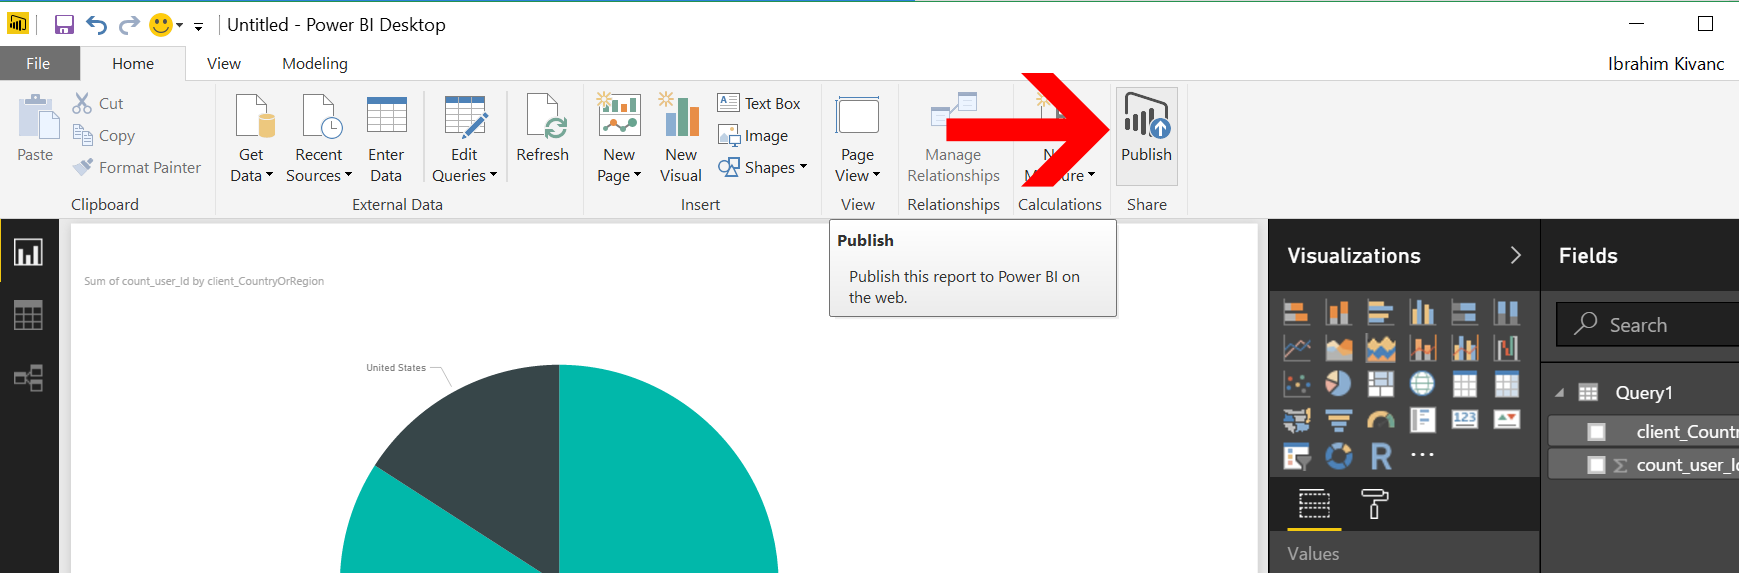 Untitled - Power BI Desktop
File
Home
View
Modeling
Ibrahim Kivanc
Paste
Cut
Copy
Format Painter
Clipboard
Get
Data
Recent
Sources
Enter
Data
Edit
Queries
Refresh
External Data
New
Page
New
Visual
Text Box
Image
Shapes
Insert
Page
View
View
Manage
Relationships
Relationships
Calculations
Publish
Share
Publish
Publish this report to Power BI on
the web.
Sum of count_user_Id by client_CountryOrRegion
United States
Visualizations
Fields
Search
123
R
Query1
client_Countr
count_user_I
Values